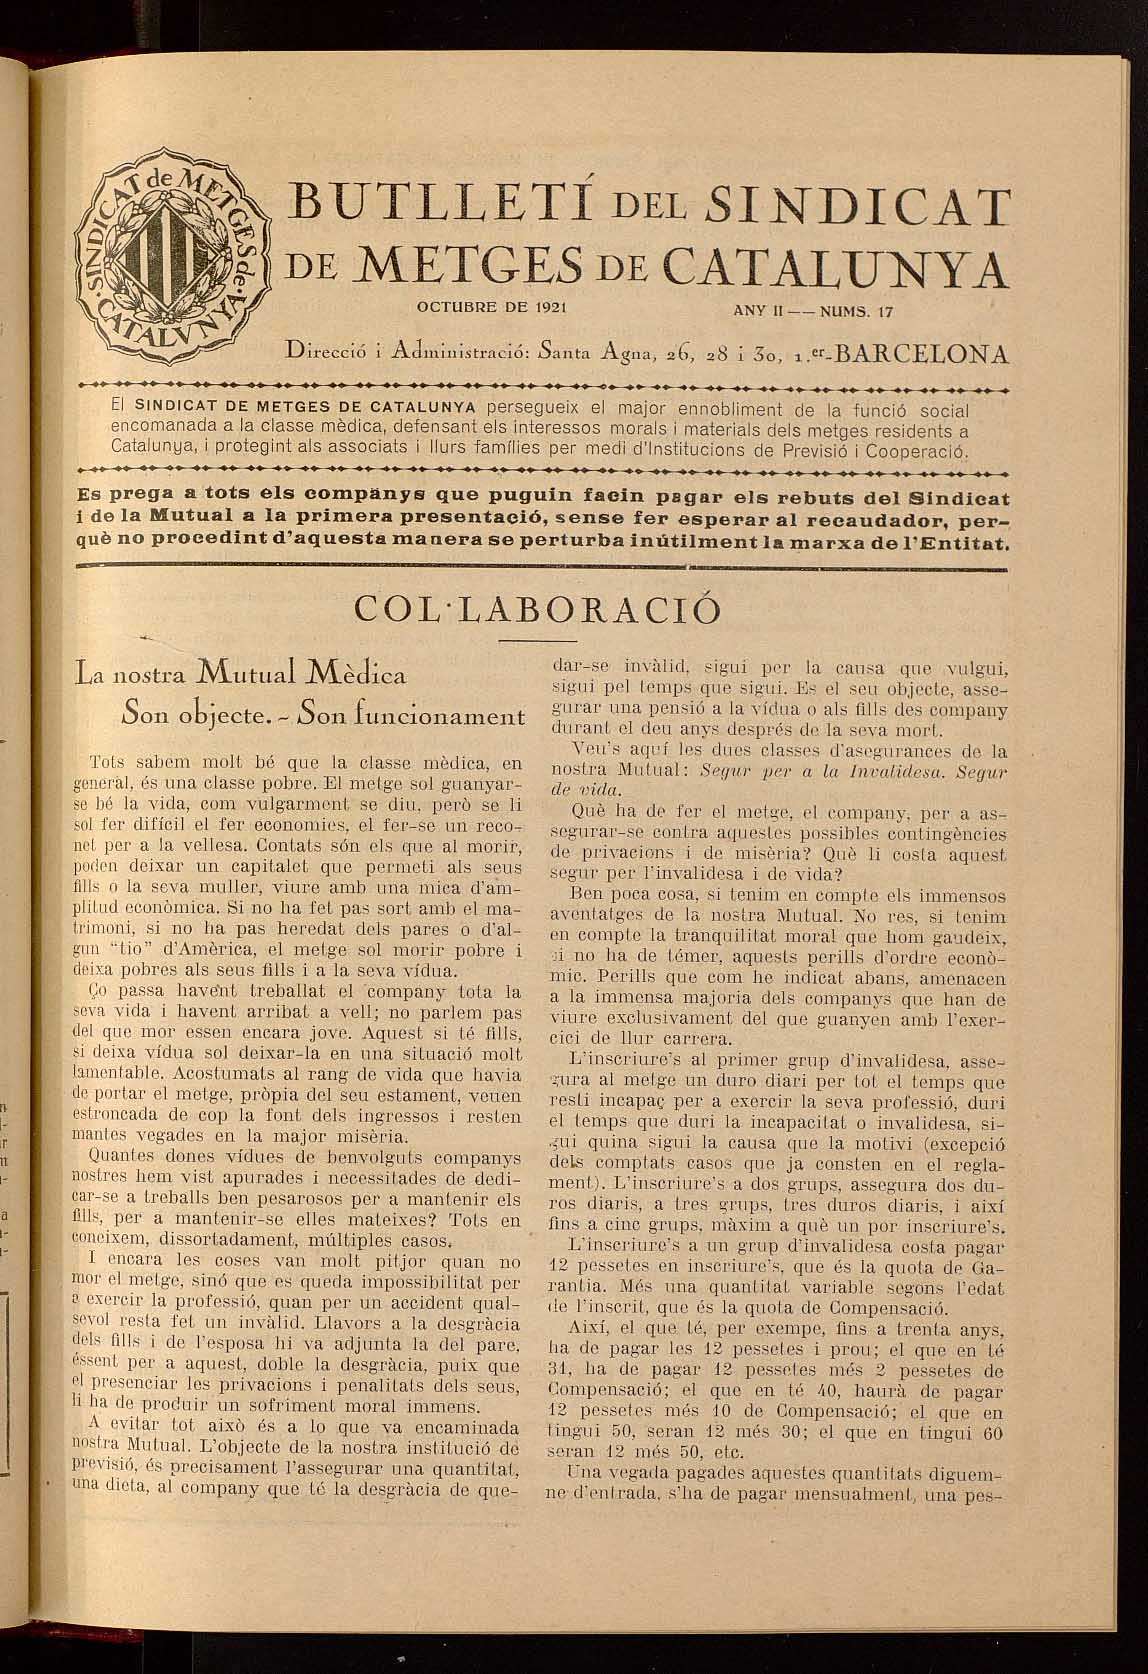 SINDICAT de METGES de CATALVNYA
BUTLLETÍ DEL SINDICAT
DE METGES DE CATALUNYA
OCTUBRE DE 1921 ANY II —— NUMS. 17
Direcció i Administració: Santa Agna, 26, 28 i 30, 1.er-BARCELONA
El SINDICAT DE METGES DE CATALUNYA persegueix el major ennobliment de la funció social
encomanada a la classe mèdica, defensant els interessos morals i materials dels metges residents a
Catalunya, i protegint als associats i llurs famílies per medi d'Institucions de Previsió i Cooperació.
Es prega a tots els companys que puguin facin pagar els rebuts del Sindicat
i de la Mutual a la primera presentació, sense fer esperar al recaudador, per-
què no procedint d'aquesta manera se perturba inútilment la marxa de l'Entitat.
COL·LABORACIÓ
La nostra Mutual Mèdica
Son objecte. - Son funcionament
Tots sabem molt bé que la classe mèdica, en
general, és una classe pobre. El metge sol guanyar-
se bé la vida, com vulgarment se diu, però se li
sol fer difícil el fer economies, el fer-se un reco-
net per a la vellesa. Contats són els que al morir,
poden deixar un capitalet que permeti als seus
fills o la seva muller, viure amb una mica d'am-
plitud econòmica. Si no ha fet pas sort amb el ma-
trimoni, si no ha pas heredat dels pares o d'al-
gun "tio" d'Amèrica, el metge sol morir pobre i
deixa pobres als seus fills i a la seva vídua.
Ço passa havent treballat el company tota la
seva vida i havent arribat a vell; no parlem pas
del que mor essen encara jove. Aquest si té fills,
si deixa vídua sol deixar-la en una situació molt
lamentable. Acostumats al rang de vida que havia
de portar el metge, pròpia del seu estament, veuen
estroncada de cop la font dels ingressos i resten
mantes vegades en la major misèria.
Quantes dones vídues de benvolguts companys
nostres hem vist apurades i necessitades de dedi-
car-se a treballs ben pesarosos per a mantenir els
fills, per a mantenir-se elles mateixes? Tots en
coneixem, dissortadament, múltiples casos.
I encara les coses van molt pitjor quan no
mor el metge, sinó que es queda impossibilitat per
a exercir la professió, quan per un accident qual-
sevol resta fet un invàlid. Llavors a la desgràcia
dels fills i de l'esposa hi va adjunta la del pare,
éssent per a aquest, doble la desgràcia, puix que
el presenciar les privacions i penalitats dels seus,
li ha de produir un sofriment moral immens.
A evitar tot això és a lo que va encaminada
nostra Mutual. L'objecte de la nostra institució de
previsió, és precisament l'assegurar una quantitat,
una dieta, al company que té la desgràcia de que-
dar-se invàlid, sigui per la causa que vulgui,
sigui pel temps que sigui. Es el seu objecte, asse-
gurar una pensió a la vídua o als fills des company
durant el deu anys després de la seva mort.
Veu's aquí les dues classes d'asegurances de la
nostra Mutual: Segur per a la Invalidesa. Segur
de vida.
Què ha de fer el metge, el company, per a as-
segurar-se contra aquestes possibles contingències
de privacions i de misèria? Què li costa aquest
segur per l'invalidesa i de vida?
Ben poca cosa, si tenim en compte els immensos
aventatges de la nostra Mutual. No res, si tenim
en compte la tranquilitat moral que hom gaudeix,
si no ha de témer, aquests perills d'ordre econò-
mic. Perills que com he indicat abans, amenacen
a la immensa majoria dels companys que han de
viure exclusivament del que guanyen amb l'exer-
cici de llur carrera.
L'inscriure's al primer grup d'invalidesa, asse-
gura al metge un duro diari per tot el temps que
resti incapaç per a exercir la seva professió, duri
el temps que duri la incapacitat o invalidesa, si-
gui quina sigui la causa que la motivi (excepció
dels comptats casos que ja consten en el regla-
ment). L'inscriure's a dos grups, assegura dos du-
ros diaris, a tres grups, tres duros diaris, i així
fins a cinc grups, màxim a què un por inscriure's.
L'inscriure's a un grup d'invalidesa costa pagar
12 pessetes en inscriure's, que és la quota de Ga-
rantia. Més una quantitat variable segons l'edat
de l'inscrit, que és la quota de Compensació.
Així, el que té, per exempe, fins a trenta anys,
ha de pagar les 12 pessetes i prou; el que en té
31, ha de pagar 12 pessetes més 2 pessetes de
Compensació; el que en té 40, haurà de pagar
12 pessetes més 10 de Compensació; el que en
tingui 50, seran 12 més 30; el que en tingui 60
seran 12 més 50, etc.
Una vegada pagades aquestes quantitats diguem-
ne d'entrada, s'ha de pagar mensualment, una pes-